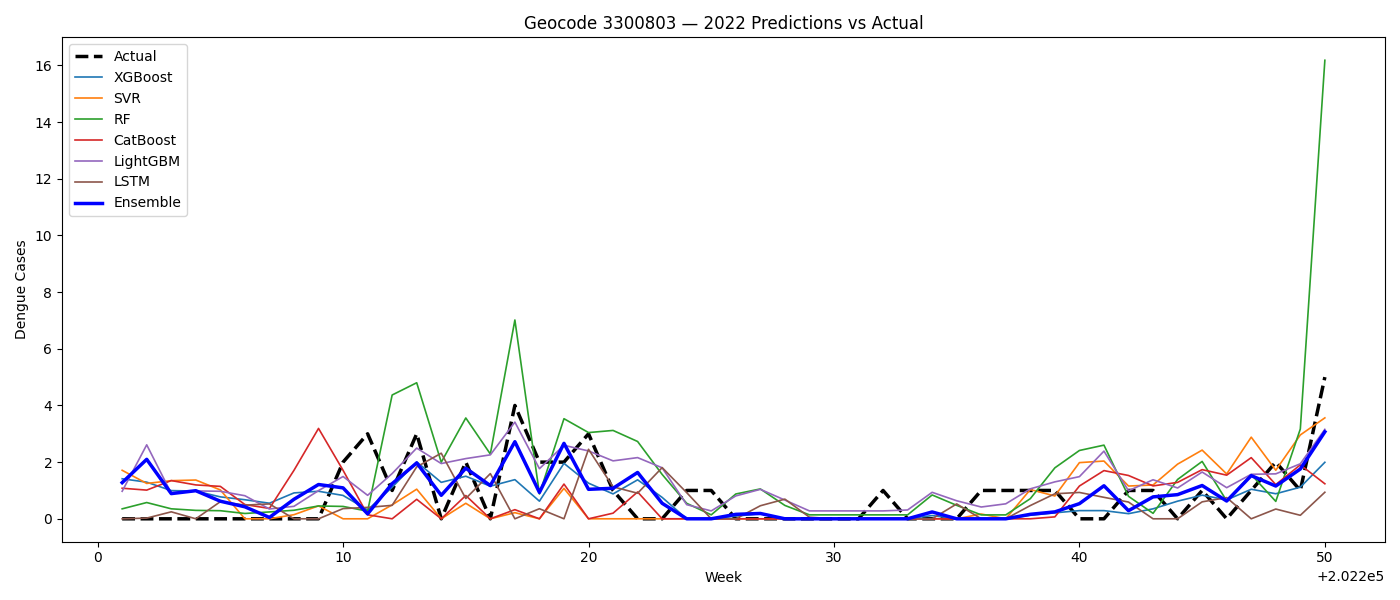 Geocode 3300803 — 2022 Predictions vs Actual
Actual
XGBoost
SVR
RF
CatBoost
LightGBM
LSTM
Ensemble
Dengue Cases
16
14
12
10
8
6
4
2
0
0 10 20 30 40 50
Week
+2.022e5